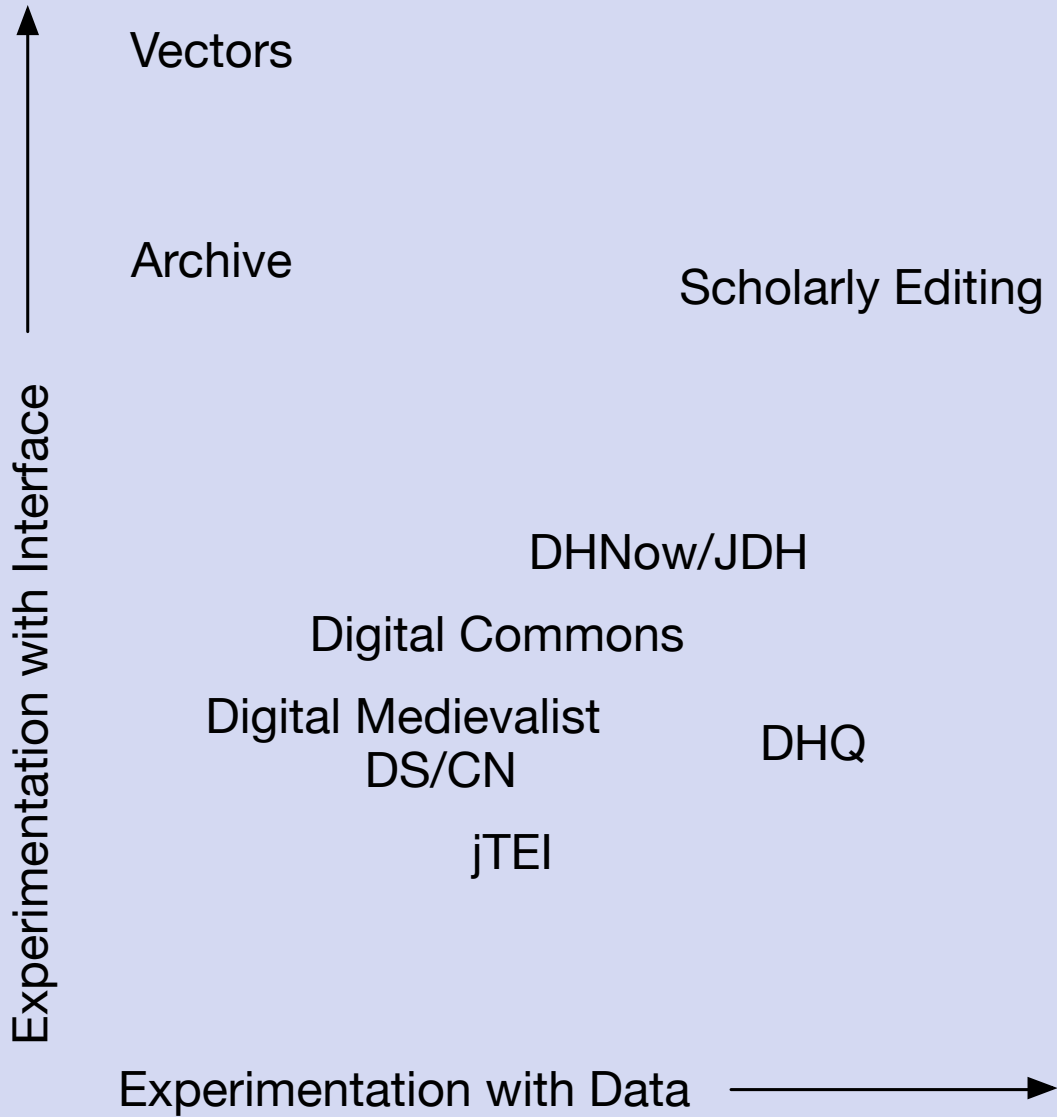 Vectors
Archive
Scholarly Editing
DHNow/JDH
Digital Commons
Digital Medievalist
DS/CN
DHQ
jTEI
Experimentation with Interface
Experimentation with Data